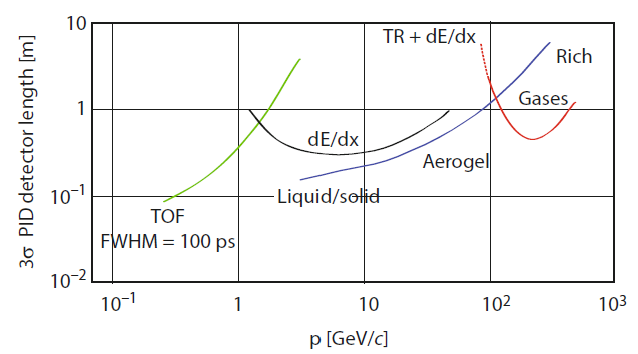 10
TR + dE/dx
Rich
3σ PID detector length [m]
Gases
1
dE/dx
Aerogel
10⁻¹
Liquid/solid
TOF
FWHM = 100 ps
10⁻²
10⁻¹ 1 10 10² 10³
p [GeV/c]